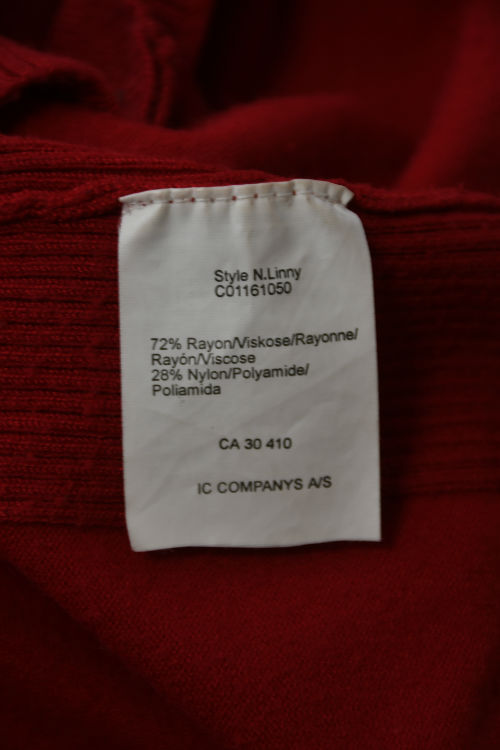 Style N.Linny
C01161050
72% Rayon/Viskose/Rayonne/
Rayón/Viscose
28% Nylon/Polyamide/
Poliamida
CA 30 410
IC COMPANYS A/S